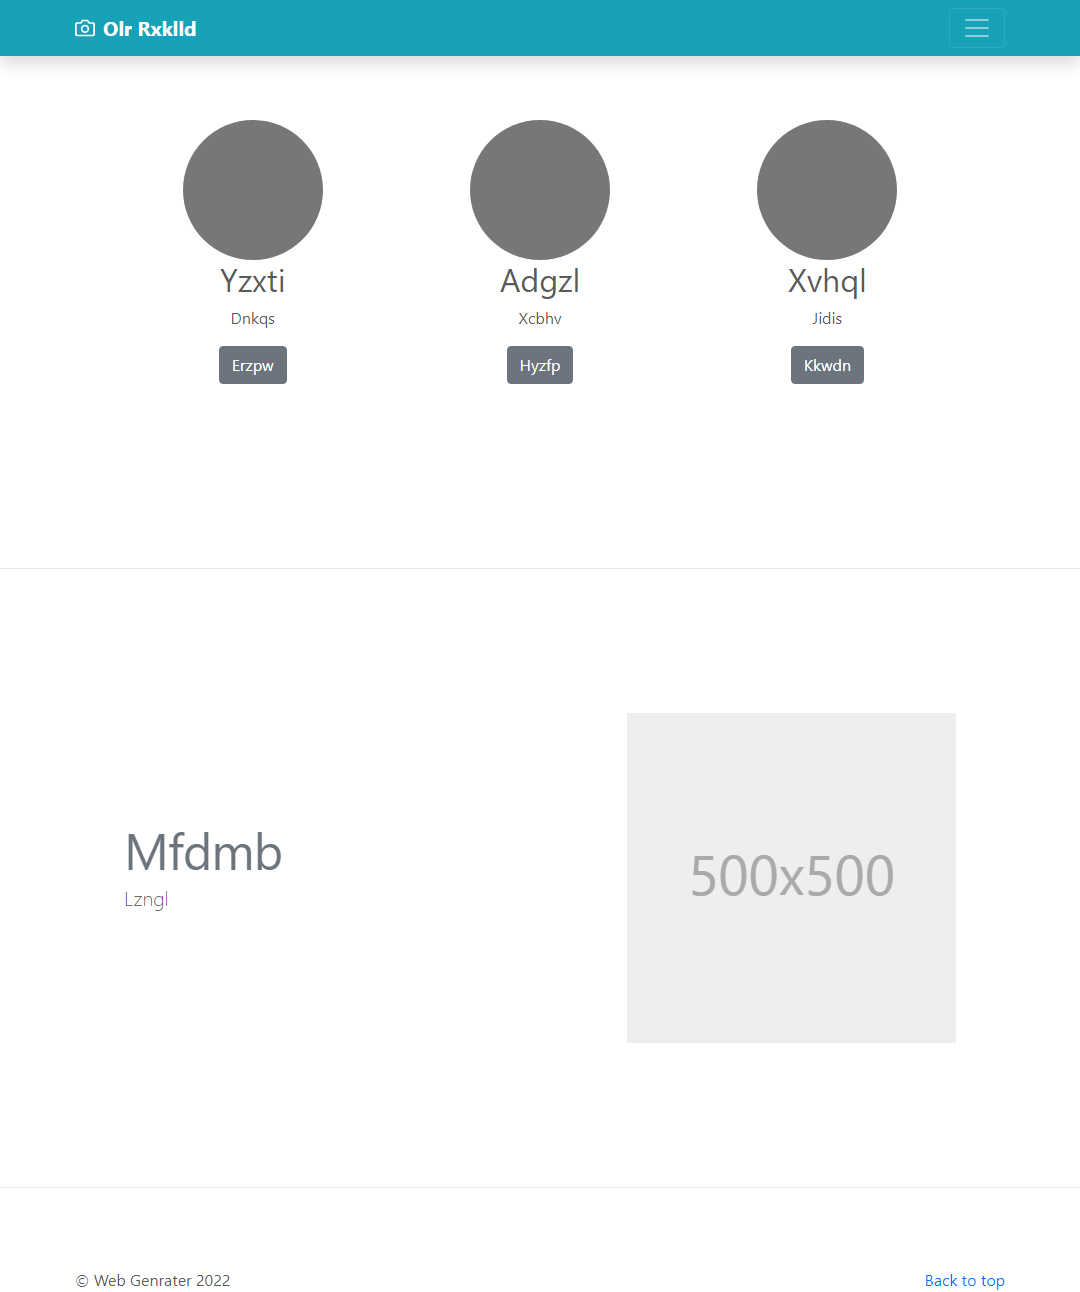 Olr Rxklld
Yzxti
Dnkqs
Erzpw
Adgzl
Xcbhv
Hyzfp
Xvhql
Jidis
Kkwdn
Mfdmb
Lzngl
500x500
© Web Genrater 2022
Back to top